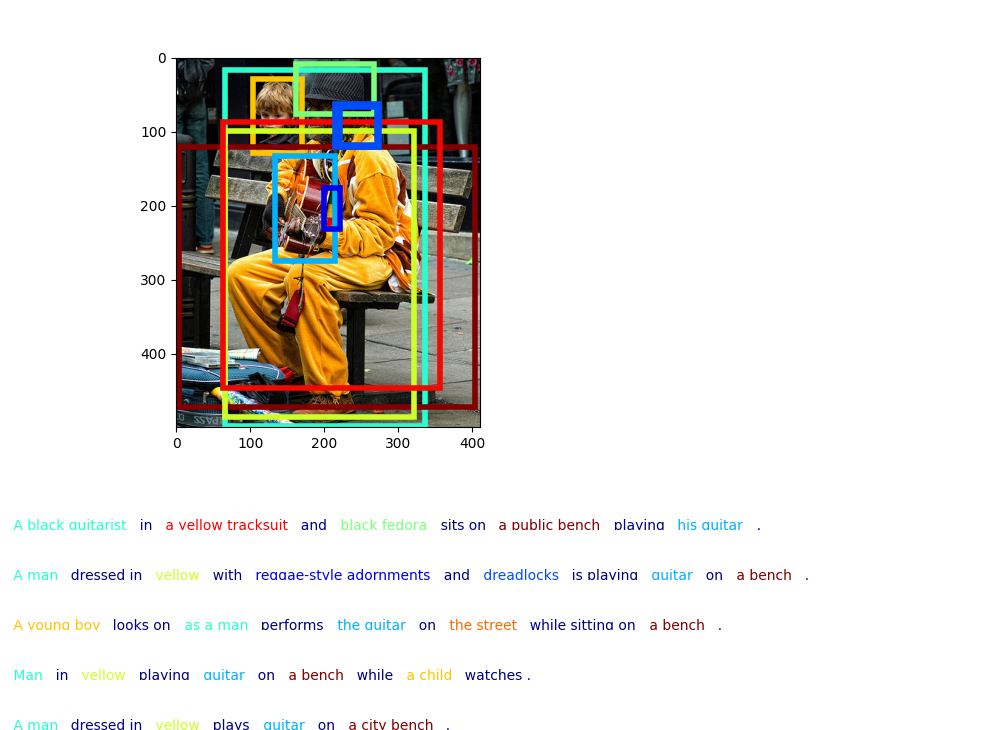 0
100
200
300
400
0 100 200 300 400
A black guitarist in a yellow tracksuit and black fedora sits on a public bench playing his guitar .
A man dressed in yellow with reggae-style adornments and dreadlocks is playing guitar on a bench .
A young boy looks on as a man performs the guitar on the street while sitting on a bench .
Man in yellow playing guitar on a bench while a child watches .
A man dressed in yellow plays guitar on a city bench .